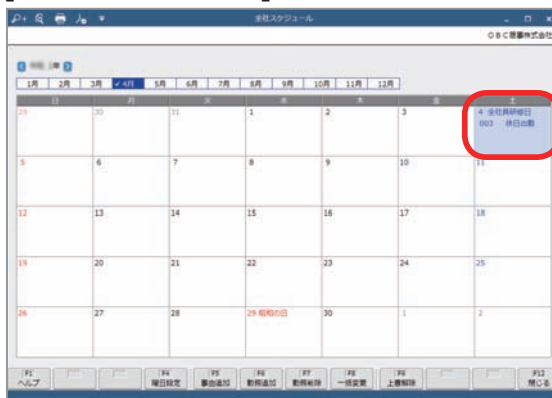 全社スケジュール
OBC商事株式会社
1年
1月 2月 3月 ✓4月 5月 6月 7月 8月 9月 10月 11月 12月
日 月 火 水 木 金 土
29 30 31 1 2 3 4 全社員研修日
003 休日出勤
5 6 7 8 9 10 11
12 13 14 15 16 17 18
19 20 21 22 23 24 25
26 27 28 29 昭和の日 30 1 2
F1 F4 F5 F6 F7 F8 F9 F12
ヘルプ 曜日設定 事由追加 勤務追加 勤務削除 一括変更 上書解除 閉じる